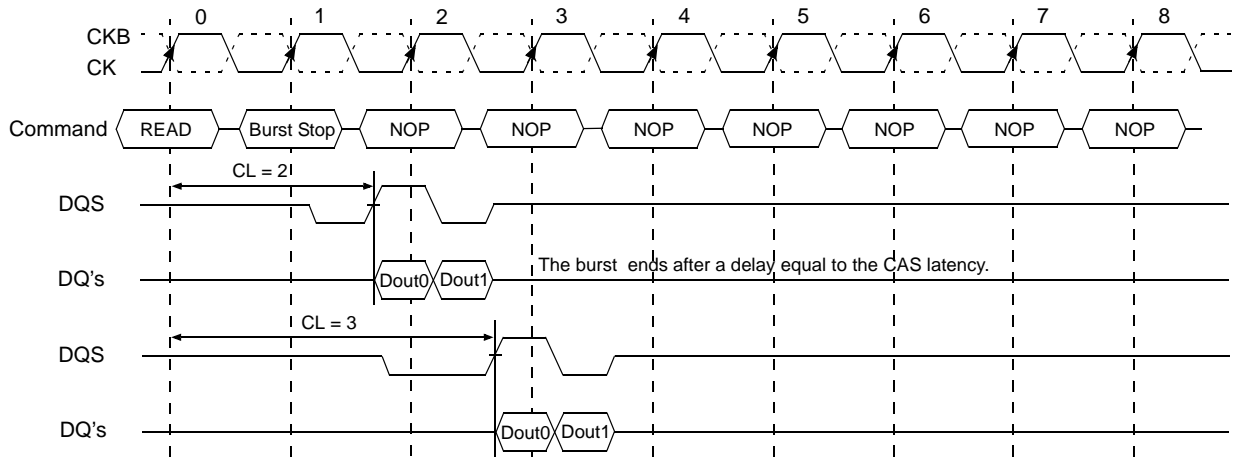 0 1 2 3 4 5 6 7 8
CKB
CK
Command READ Burst Stop NOP NOP NOP NOP NOP NOP NOP
CL = 2
DQS
DQ's Dout0 Dout1 The burst ends after a delay equal to the CAS latency.
CL = 3
DQS
DQ's Dout0 Dout1